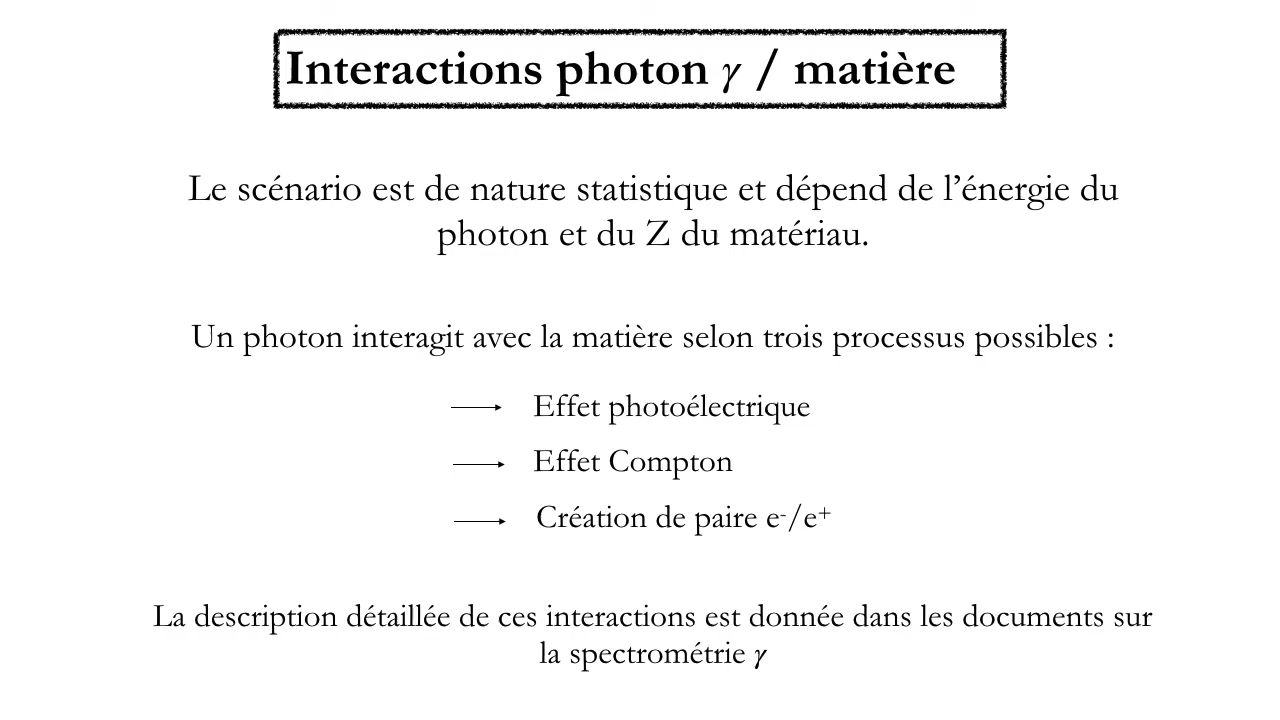 Interactions photon γ / matière
Le scénario est de nature statistique et dépend de l’énergie du
photon et du Z du matériau.
Un photon interagit avec la matière selon trois processus possibles :
Effet photoélectrique
Effet Compton
Création de paire e⁻/e⁺
La description détaillée de ces interactions est donnée dans les documents sur
la spectrométrie γ